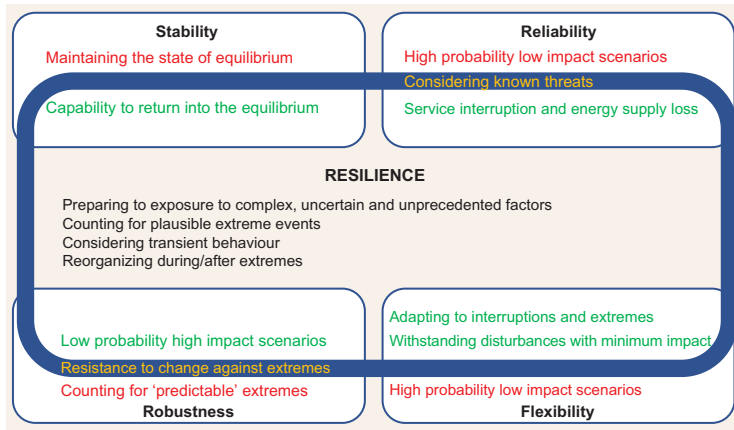 Stability
Maintaining the state of equilibrium
Capability to return into the equilibrium
Reliability
High probability low impact scenarios
Considering known threats
Service interruption and energy supply loss
RESILIENCE
Preparing to exposure to complex, uncertain and unprecedented factors
Counting for plausible extreme events
Considering transient behaviour
Reorganizing during/after extremes
Low probability high impact scenarios
Resistance to change against extremes
Counting for ‘predictable’ extremes
Robustness
Adapting to interruptions and extremes
Withstanding disturbances with minimum impact
High probability low impact scenarios
Flexibility